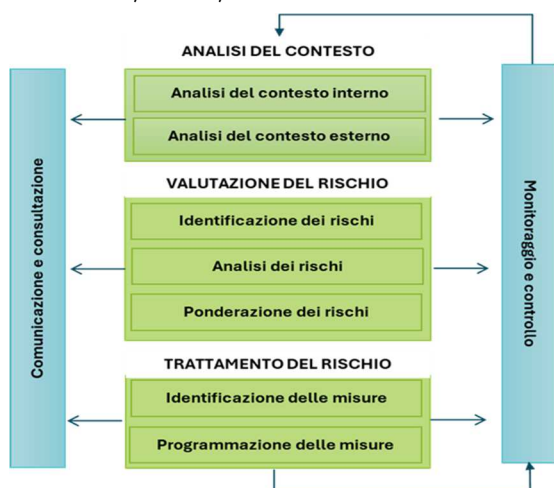 ANALISI DEL CONTESTO
Analisi del contesto interno
Analisi del contesto esterno
VALUTAZIONE DEL RISCHIO
Identificazione dei rischi
Analisi dei rischi
Ponderazione dei rischi
TRATTAMENTO DEL RISCHIO
Identificazione delle misure
Programmazione delle misure
Comunicazione e consultazione
Monitoraggio e controllo